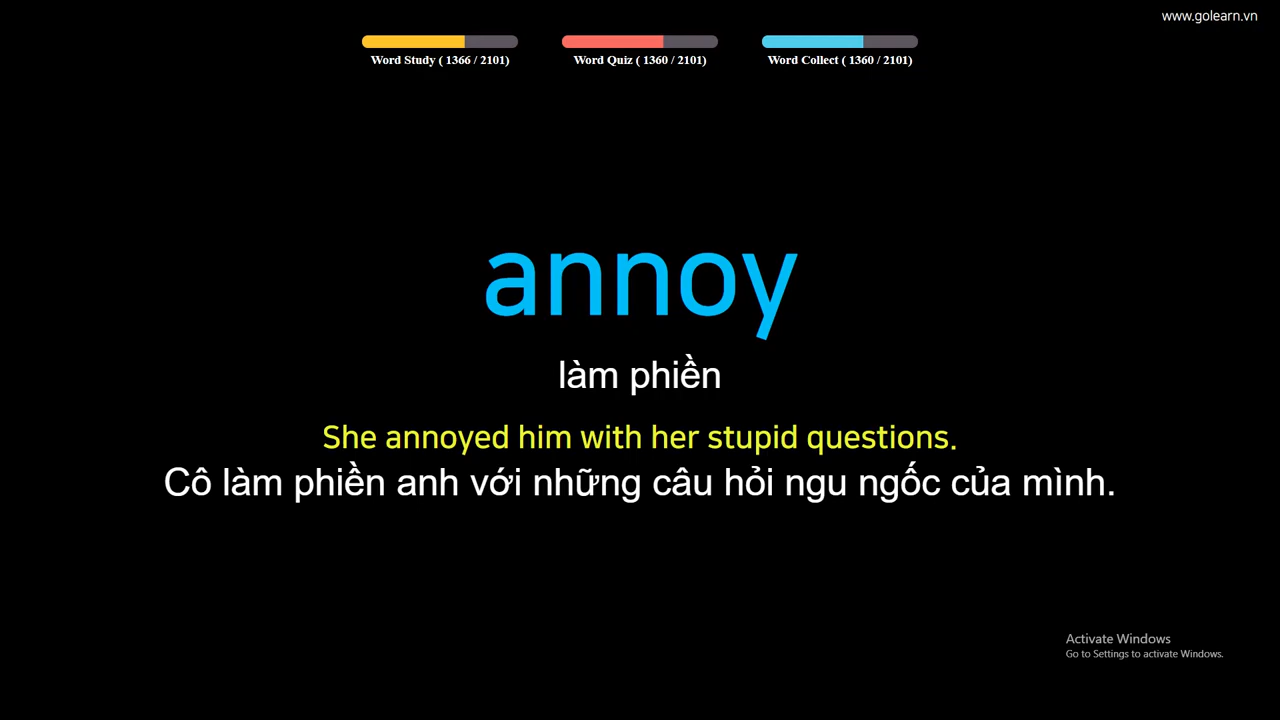 www.golearn.vn
Word Study ( 1366 / 2101)
Word Quiz ( 1360 / 2101)
Word Collect ( 1360 / 2101)
annoy
làm phiền
She annoyed him with her stupid questions.
Cô làm phiền anh với những câu hỏi ngu ngốc của mình.
Activate Windows
Go to Settings to activate Windows.